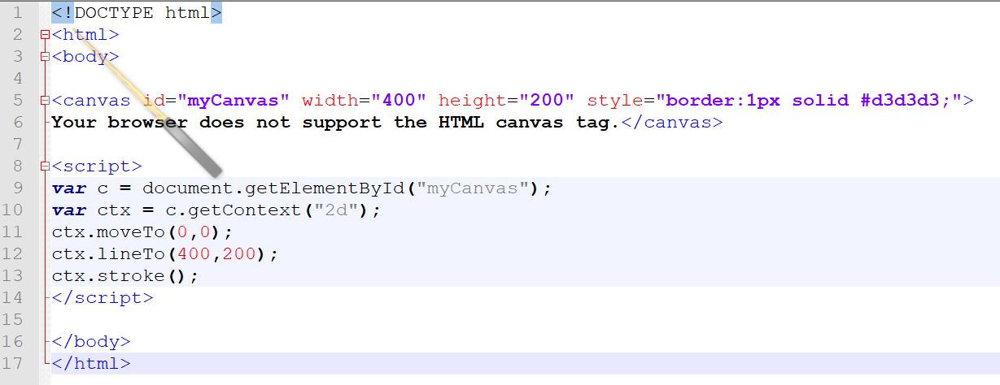 1 <!DOCTYPE html>
2 <html>
3 <body>
4
5 <canvas id="myCanvas" width="400" height="200" style="border:1px solid #d3d3d3;">
6 Your browser does not support the HTML canvas tag.</canvas>
7
8 <script>
9 var c = document.getElementById("myCanvas");
10 var ctx = c.getContext("2d");
11 ctx.moveTo(0,0);
12 ctx.lineTo(400,200);
13 ctx.stroke();
14 </script>
15
16 </body>
17 </html>